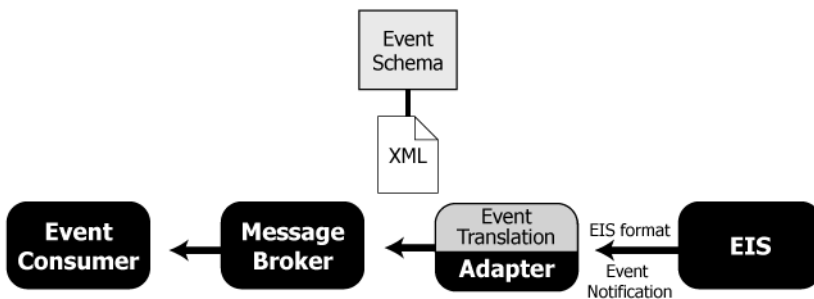 Event
Schema
XML
Event
Consumer
Message
Broker
Event
Translation
Adapter
EIS format
Event
Notification
EIS